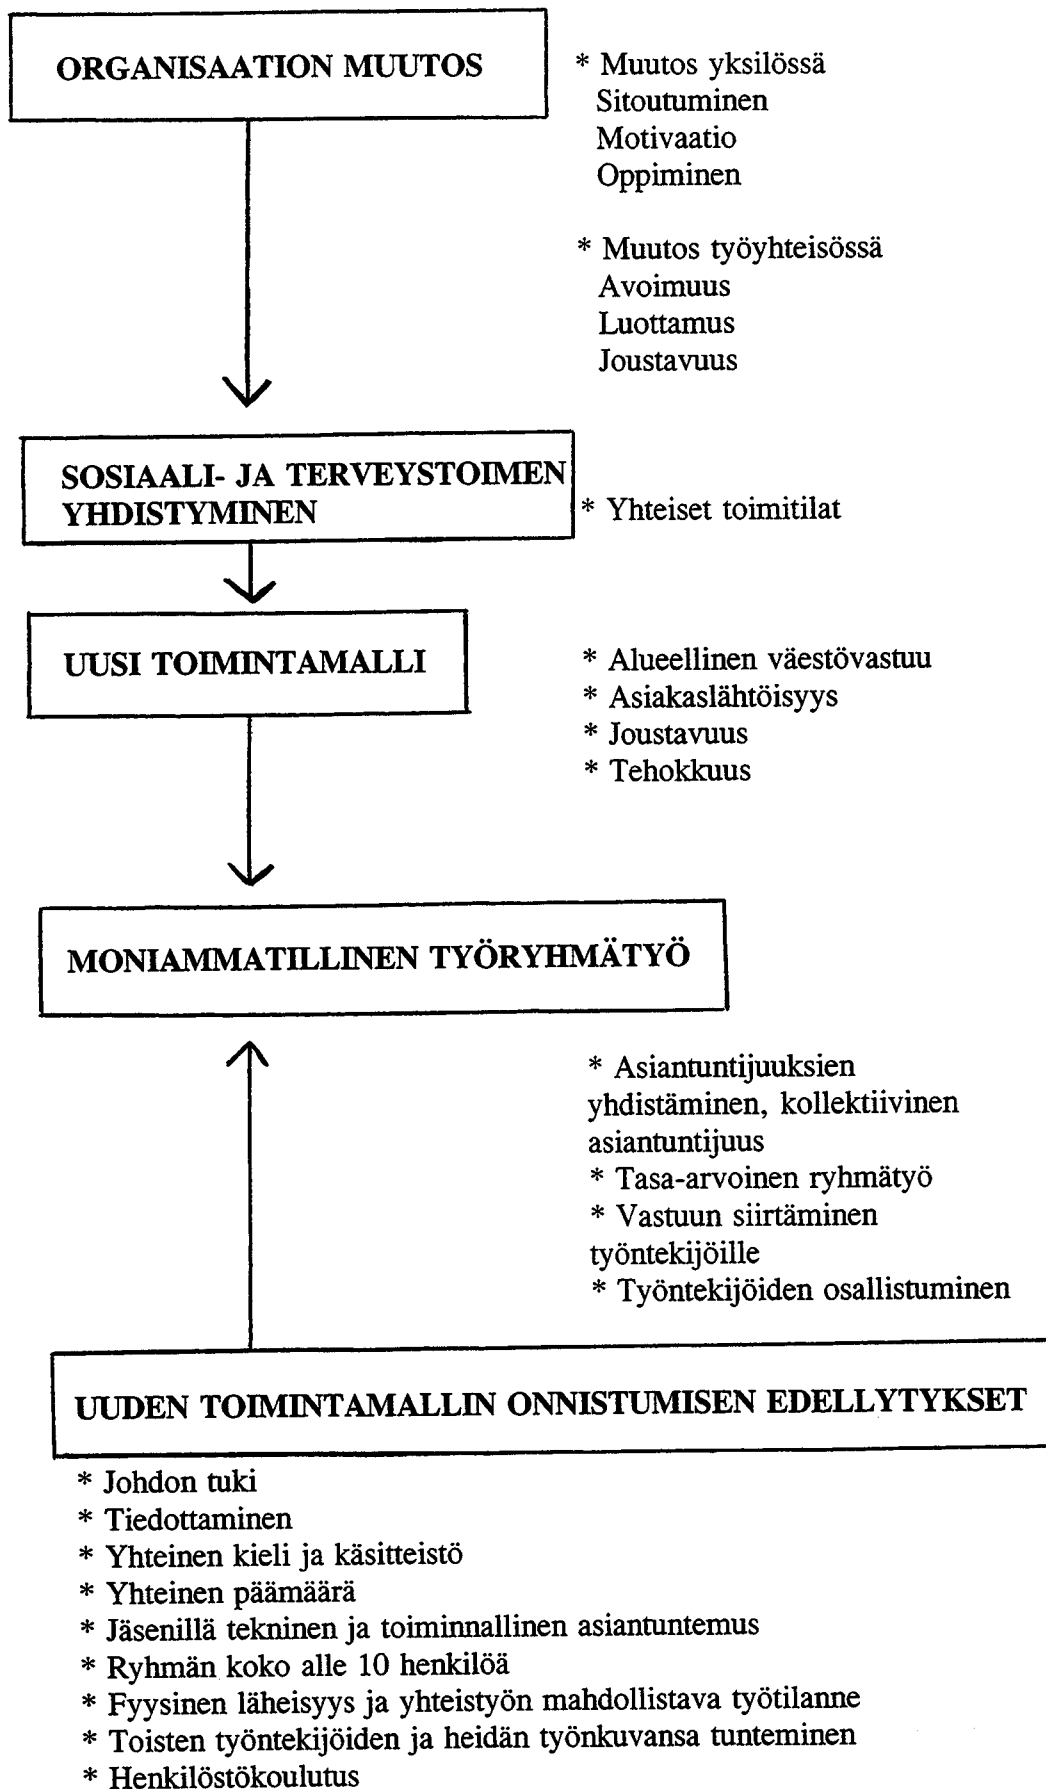 ORGANISAATION MUUTOS
* Muutos yksilössä
Sitoutuminen
Motivaatio
Oppiminen
* Muutos työyhteisössä
Avoimuus
Luottamus
Joustavuus
SOSIAALI- JA TERVEYSTOIMEN
YHDISTYMINEN
* Yhteiset toimitilat
UUSI TOIMINTAMALLI
* Alueellinen väestövastuu
* Asiakaslähtöisyys
* Joustavuus
* Tehokkuus
MONIAMMATILLINEN TYÖRYHMÄTYÖ
* Asiantuntijuuksien
yhdistäminen, kollektiivinen
asiantuntijuus
* Tasa-arvoinen ryhmätyö
* Vastuun siirtäminen
työntekijöille
* Työntekijöiden osallistuminen
UUDEN TOIMINTAMALLIN ONNISTUMISEN EDELLYTYKSET
* Johdon tuki
* Tiedottaminen
* Yhteinen kieli ja käsitteistö
* Yhteinen päämäärä
* Jäsenillä tekninen ja toiminnallinen asiantuntemus
* Ryhmän koko alle 10 henkilöä
* Fyysinen läheisyys ja yhteistyön mahdollistava työtilanne
* Toisten työntekijöiden ja heidän työnkuvansa tunteminen
* Henkilöstökoulutus